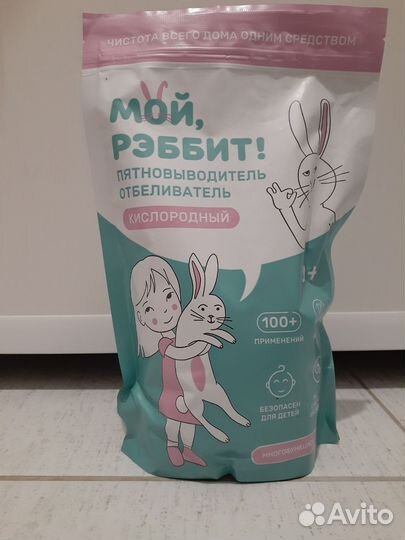 ЧИСТОТА ВСЕГО ДОМА ОДНИМ СРЕДСТВОМ
МОЙ,
РЭББИТ!
ПЯТНОВЫВОДИТЕЛЬ
ОТБЕЛИВАТЕЛЬ
КИСЛОРОДНЫЙ
100+
ПРИМЕНЕНИЙ
БЕЗОПАСЕН
ДЛЯ ДЕТЕЙ
Avito